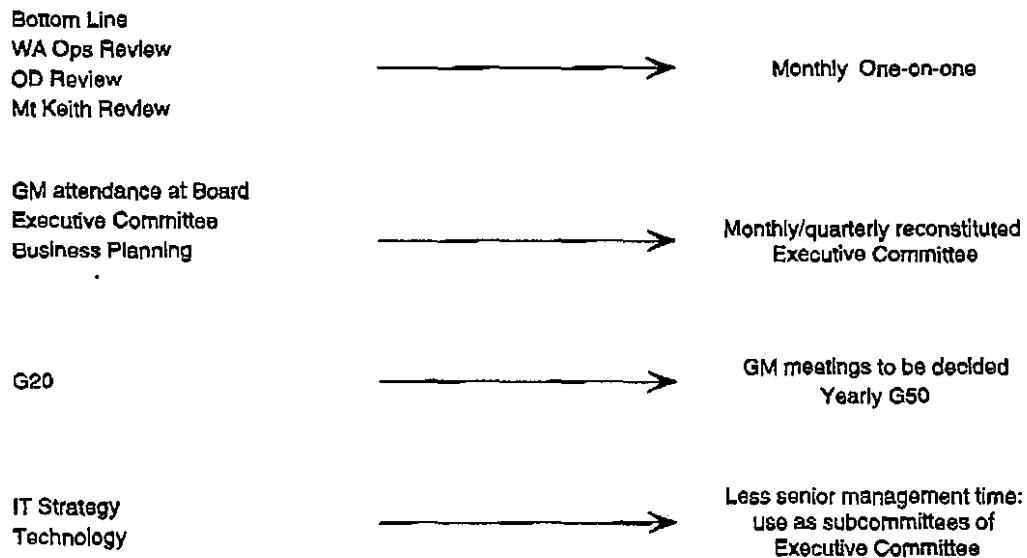 Bottom Line
WA Ops Review
OD Review
Mt Keith Review
Monthly One-on-one
GM attendance at Board
Executive Committee
Business Planning
Monthly/quarterly reconstituted
Executive Committee
G20
GM meetings to be decided
Yearly G50
IT Strategy
Technology
Less senior management time:
use as subcommittees of
Executive Committee